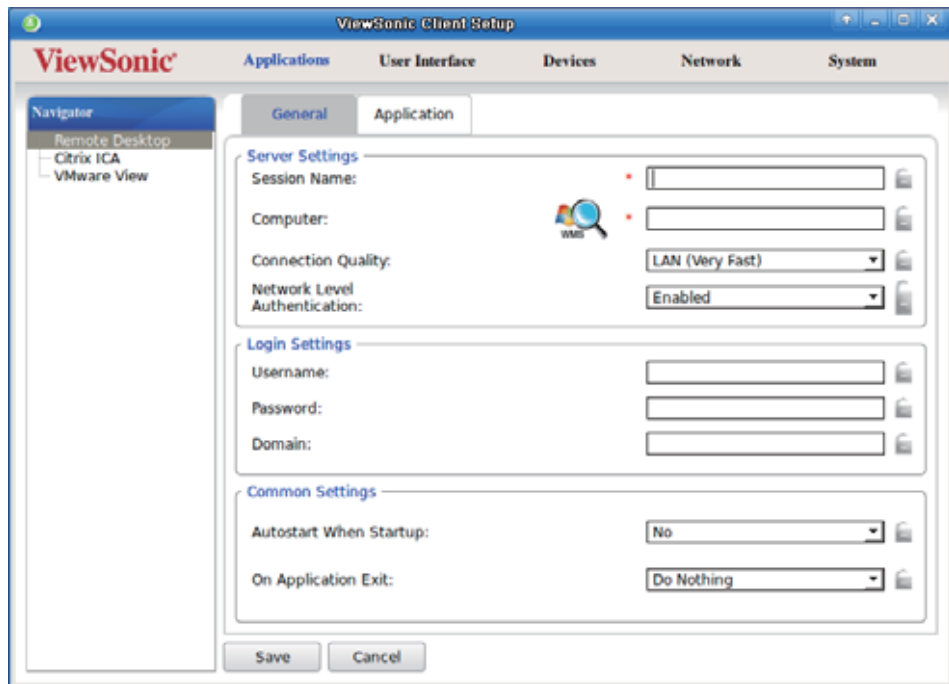 ViewSonic Client Setup
ViewSonic®
Applications User Interface Devices Network System
Navigator
Remote Desktop
Citrix ICA
VMware View
General Application
Server Settings
Session Name: *
Computer: WMS *
Connection Quality: LAN (Very Fast)
Network Level
Authentication: Enabled
Login Settings
Username:
Password:
Domain:
Common Settings
Autostart When Startup: No
On Application Exit: Do Nothing
Save Cancel